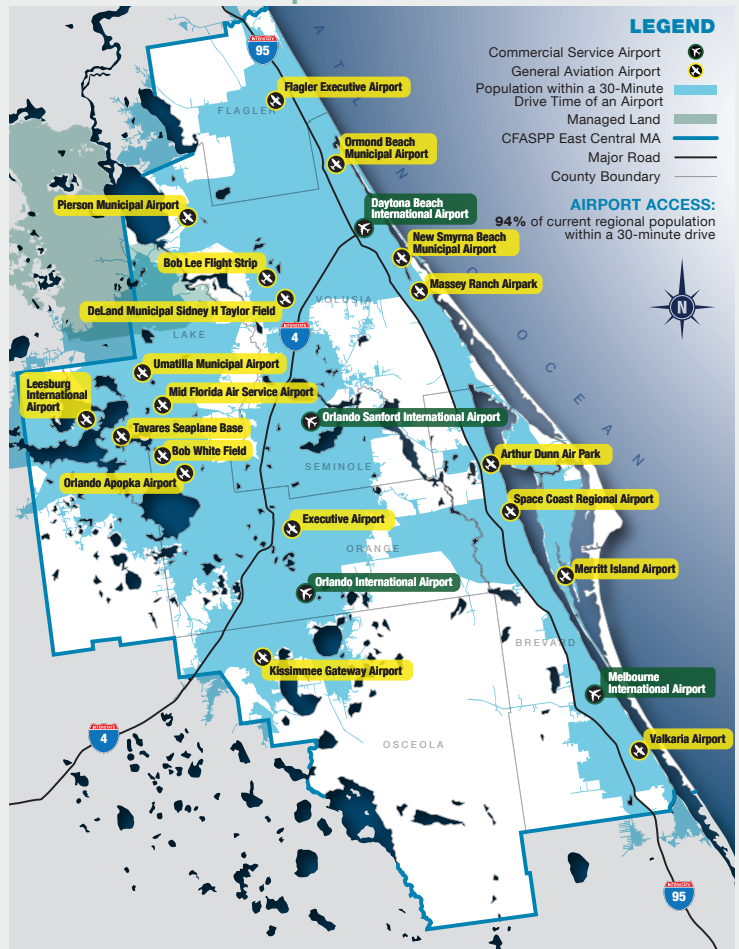 LEGEND
Commercial Service Airport
General Aviation Airport
Population within a 30-Minute
Drive Time of an Airport
Managed Land
CFASPP East Central MA
Major Road
County Boundary
AIRPORT ACCESS:
94% of current regional population
within a 30-minute drive
N
ATLANTIC OCEAN
INTERSTATE
95
Flagler Executive Airport
FLAGLER
Ormond Beach
Municipal Airport
Pierson Municipal Airport
Daytona Beach
International Airport
New Smyrna Beach
Municipal Airport
Bob Lee Flight Strip
Massey Ranch Airpark
DeLand Municipal Sidney H Taylor Field
VOLUSIA
INTERSTATE
4
LAKE
Umatilla Municipal Airport
Leesburg
International
Airport
Mid Florida Air Service Airport
Orlando Sanford International Airport
Tavares Seaplane Base
Bob White Field
Arthur Dunn Air Park
SEMINOLE
Orlando Apopka Airport
Space Coast Regional Airport
Executive Airport
ORANGE
Merritt Island Airport
Orlando International Airport
BREVARD
Kissimmee Gateway Airport
Melbourne
International Airport
INTERSTATE
4
OSCEOLA
Valkaria Airport
INTERSTATE
95